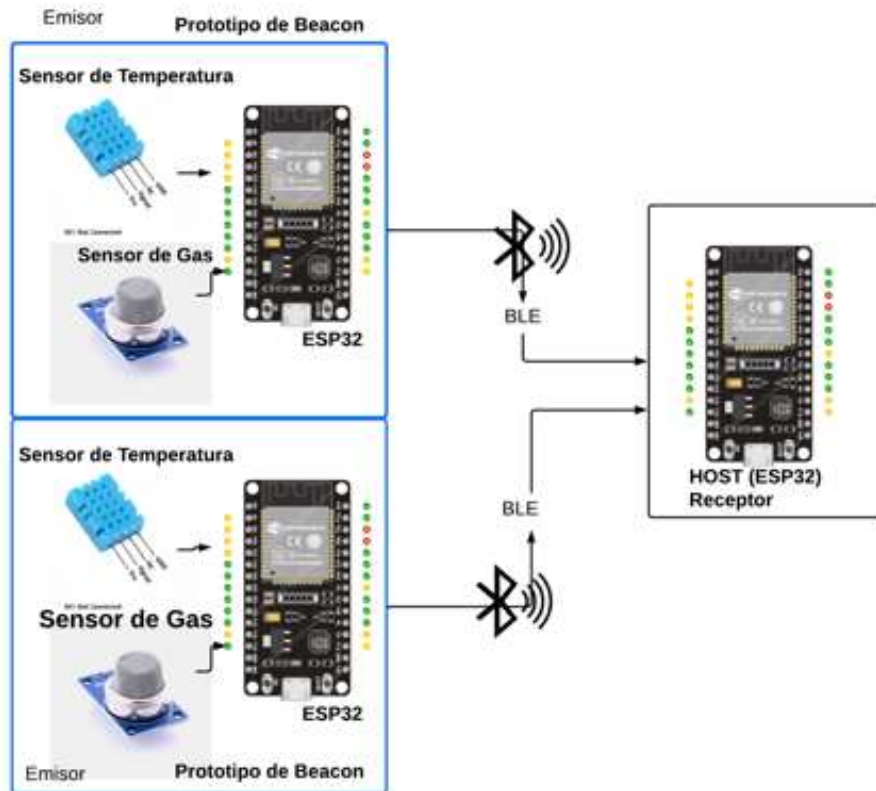 Emisor
Prototipo de Beacon
Sensor de Temperatura
Sensor de Gas
ESP32
BLE
HOST (ESP32)
Receptor
Sensor de Temperatura
BLE
Sensor de Gas
ESP32
Emisor
Prototipo de Beacon